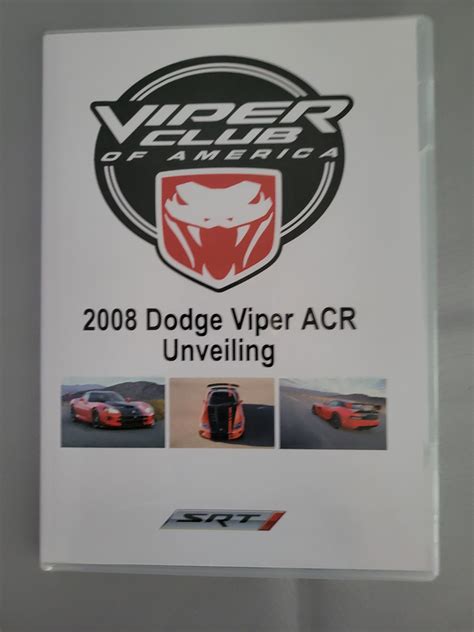 VIPER
CLUB
OF AMERICA
2008 Dodge Viper ACR
Unveiling
SRT